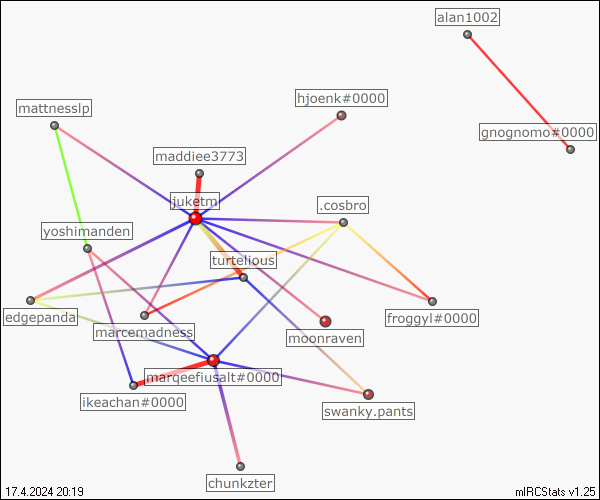 alan1002
hjoenk#0000
mattnesslp
gnognomo#0000
maddiee3773
juketm
.cosbro
yoshimanden
turtelious
edgepanda
froggyl#0000
marcemadness
moonraven
marqeefiusalt#0000
ikeachan#0000
swanky.pants
chunkzter
17.4.2024 20:19
mIRCStats v1.25